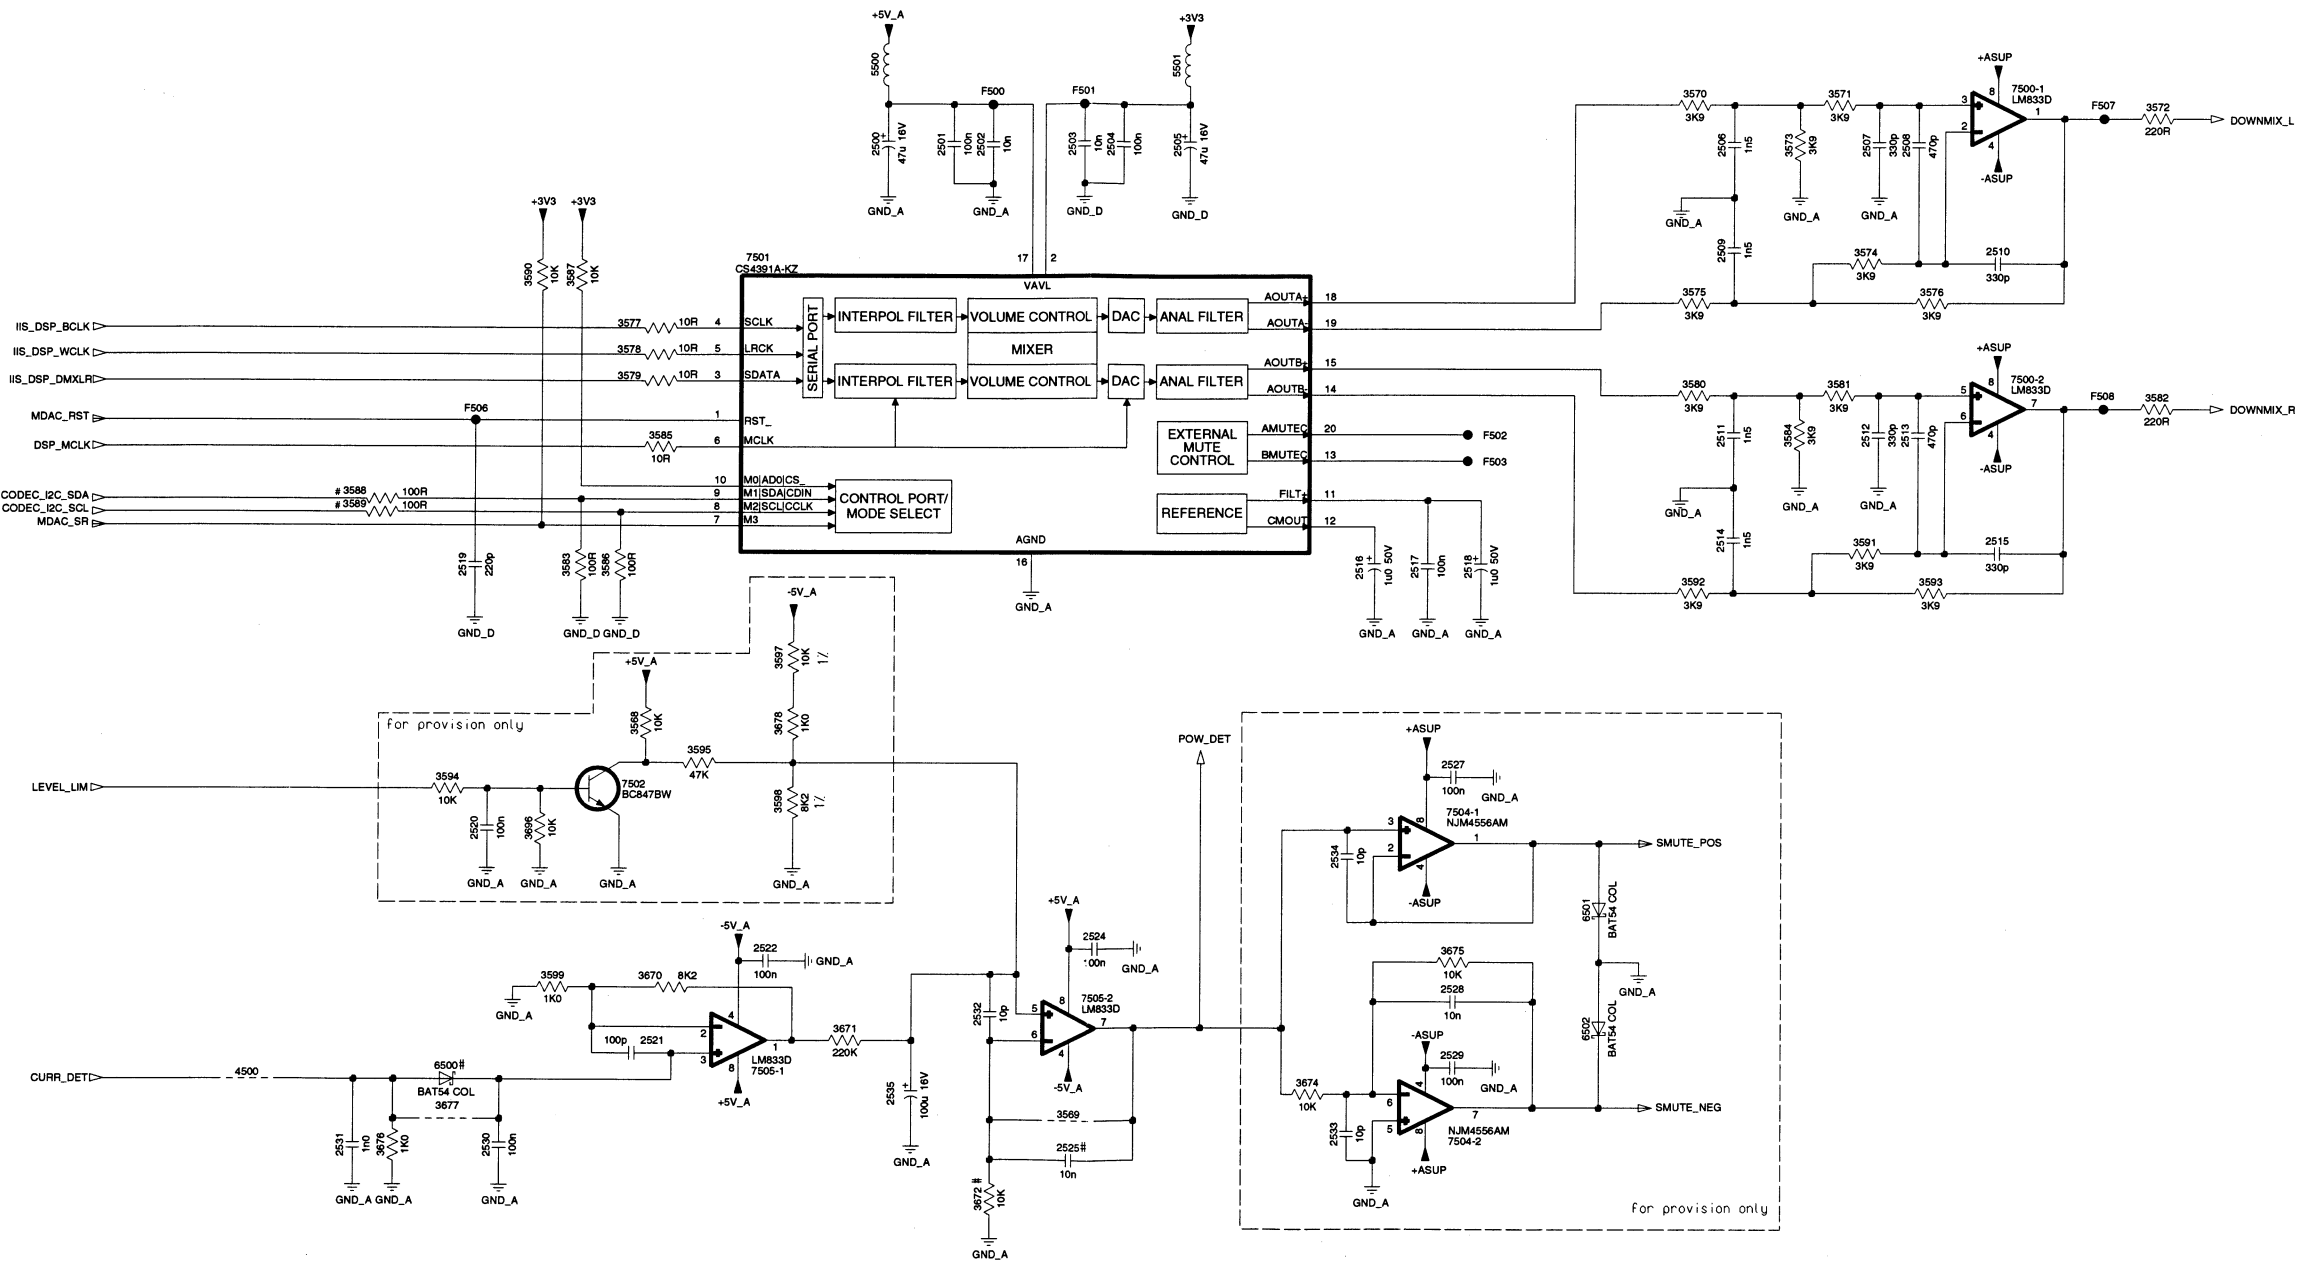 +5V_A
+3V3
5500
5501
F500
F501
2500
47u 16V
2501
100n
2502
10n
2503
10n
2504
100n
2505
47u 16V
GND_A
GND_A
GND_D
GND_D
+3V3
+3V3
3590
10K
3587
10K
7501
CS4391A-KZ
17
2
VAVL
IIS_DSP_BCLK
3577
10R
4
SCLK
IIS_DSP_WCLK
3578
10R
5
LRCK
IIS_DSP_DMXLR
3579
10R
3
SDATA
MDAC_RST
F506
1
RST_
DSP_MCLK
3585
10R
6
MCLK
CODEC_I2C_SDA
# 3588
100R
CODEC_I2C_SCL
# 3589
100R
MDAC_SR
10
M0|AD0|CS_
9
M1|SDA|CDIN
8
M2|SCL|CCLK
7
M3
SERIAL PORT
INTERPOL FILTER
VOLUME CONTROL
DAC
ANAL FILTER
MIXER
INTERPOL FILTER
VOLUME CONTROL
DAC
ANAL FILTER
EXTERNAL
MUTE
CONTROL
CONTROL PORT/
MODE SELECT
REFERENCE
AOUTA+
18
AOUTA-
19
AOUTB+
15
AOUTB-
14
AMUTEC
20
F502
BMUTEC
13
F503
FILT+
11
CMOUT
12
AGND
16
GND_A
2519
220p
GND_D
3583
100R
3586
100R
GND_D
GND_D
2516
1u0 50V
2517
100n
2518
1u0 50V
GND_A
GND_A
GND_A
3570
3K9
3571
3K9
2506
1n5
3573
3K9
2507
330p
2508
470p
+ASUP
8
7500-1
LM833D
3
2
1
4
-ASUP
F507
3572
220R
DOWNMIX_L
GND_A
GND_A
GND_A
2509
1n5
3574
3K9
2510
330p
3575
3K9
3576
3K9
3580
3K9
3581
3K9
2511
1n5
3584
3K9
2512
330p
2513
470p
+ASUP
8
7500-2
LM833D
5
6
7
4
-ASUP
F508
3582
220R
DOWNMIX_R
GND_A
GND_A
GND_A
2514
1n5
3591
3K9
2515
330p
3592
3K9
3593
3K9
-5V_A
3597
10K
1%
+5V_A
3568
10K
3678
1K0
for provision only
LEVEL_LIM
3594
10K
7502
BC847BW
3595
47K
3598
8K2
1%
2520
100n
3696
10K
GND_A
GND_A
GND_A
GND_A
-5V_A
2522
100n
GND_A
3599
1K0
3670
8K2
GND_A
100p
2521
4
2
3
8
1
LM833D
7505-1
+5V_A
3671
220K
CURR_DET
4500
6500#
BAT54 COL
3677
2531
1n0
3676
1K0
2530
100n
GND_A
GND_A
GND_A
2535
100u 16V
GND_A
+5V_A
2524
100n
GND_A
2532
10p
8
7505-2
LM833D
5
6
7
4
-5V_A
3569
2525#
10n
3672 #
10K
GND_A
POW_DET
+ASUP
2527
100n
GND_A
7504-1
NJM4556AM
8
3
2
1
4
-ASUP
2534
10p
SMUTE_POS
6501
BAT54 COL
3675
10K
2528
10n
GND_A
6502
BAT54 COL
-ASUP
2529
100n
GND_A
3674
10K
4
6
5
7
8
NJM4556AM
7504-2
+ASUP
2533
10p
GND_A
SMUTE_NEG
for provision only